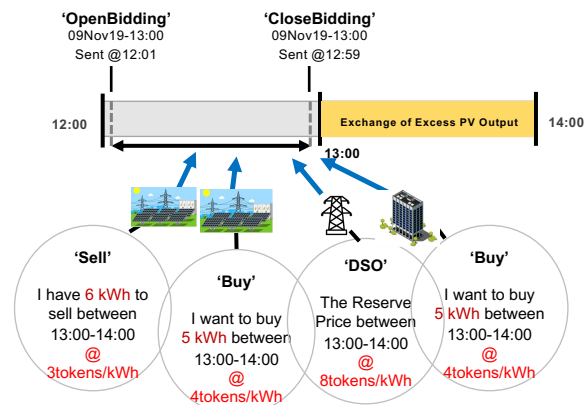 ‘OpenBidding’
09Nov19-13:00
Sent @12:01
‘CloseBidding’
09Nov19-13:00
Sent @12:59
12:00
Exchange of Excess PV Output
14:00
13:00
‘Sell’
I have 6 kWh to
sell between
13:00-14:00
@
3tokens/kWh
‘Buy’
I want to buy
5 kWh between
13:00-14:00
@
4tokens/kWh
‘DSO’
The Reserve
Price between
13:00-14:00
@
8tokens/kWh
‘Buy’
I want to buy
5 kWh between
13:00-14:00
@
4tokens/kWh